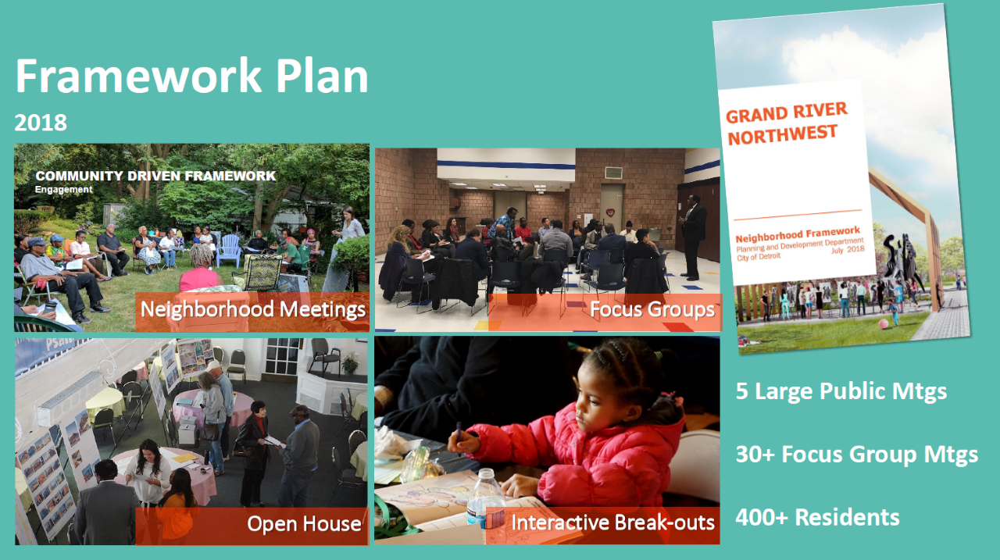 Framework Plan
2018
COMMUNITY DRIVEN FRAMEWORK
Engagement
Neighborhood Meetings
Focus Groups
Open House
Interactive Break-outs
GRAND RIVER
NORTHWEST
Neighborhood Framework
Planning and Development Department
City of Detroit July 2018
5 Large Public Mtgs
30+ Focus Group Mtgs
400+ Residents